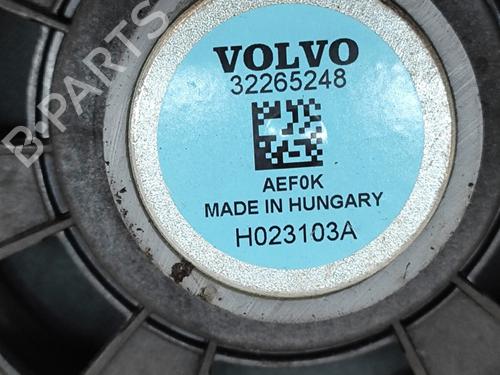 VOLVO
32265248
AEF0K
MADE IN HUNGARY
H023103A
B-PARTS